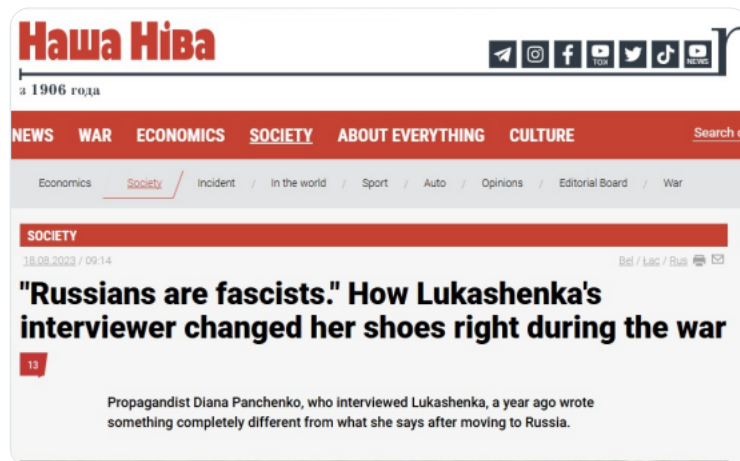 Наша Ніва
TOK
NEWS
з 1906 года
NEWS WAR ECONOMICS SOCIETY ABOUT EVERYTHING CULTURE Search
Economics Society / Incident / In the world / Sport / Auto / Opinions / Editorial Board / War
SOCIETY
18.08.2023 / 09:14 Bel / Łac / Rus
"Russians are fascists." How Lukashenka's
interviewer changed her shoes right during the war
13
Propagandist Diana Panchenko, who interviewed Lukashenka, a year ago wrote
something completely different from what she says after moving to Russia.